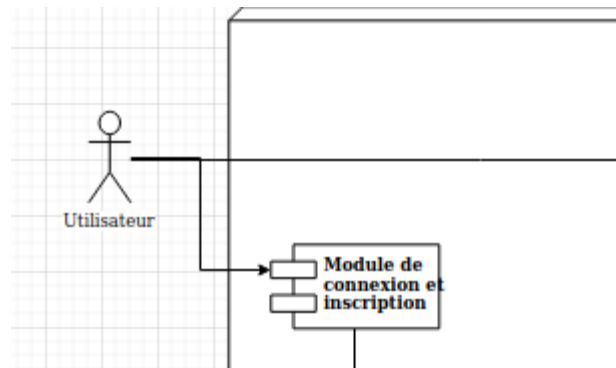 Utilisateur
Module de
connexion et
inscription